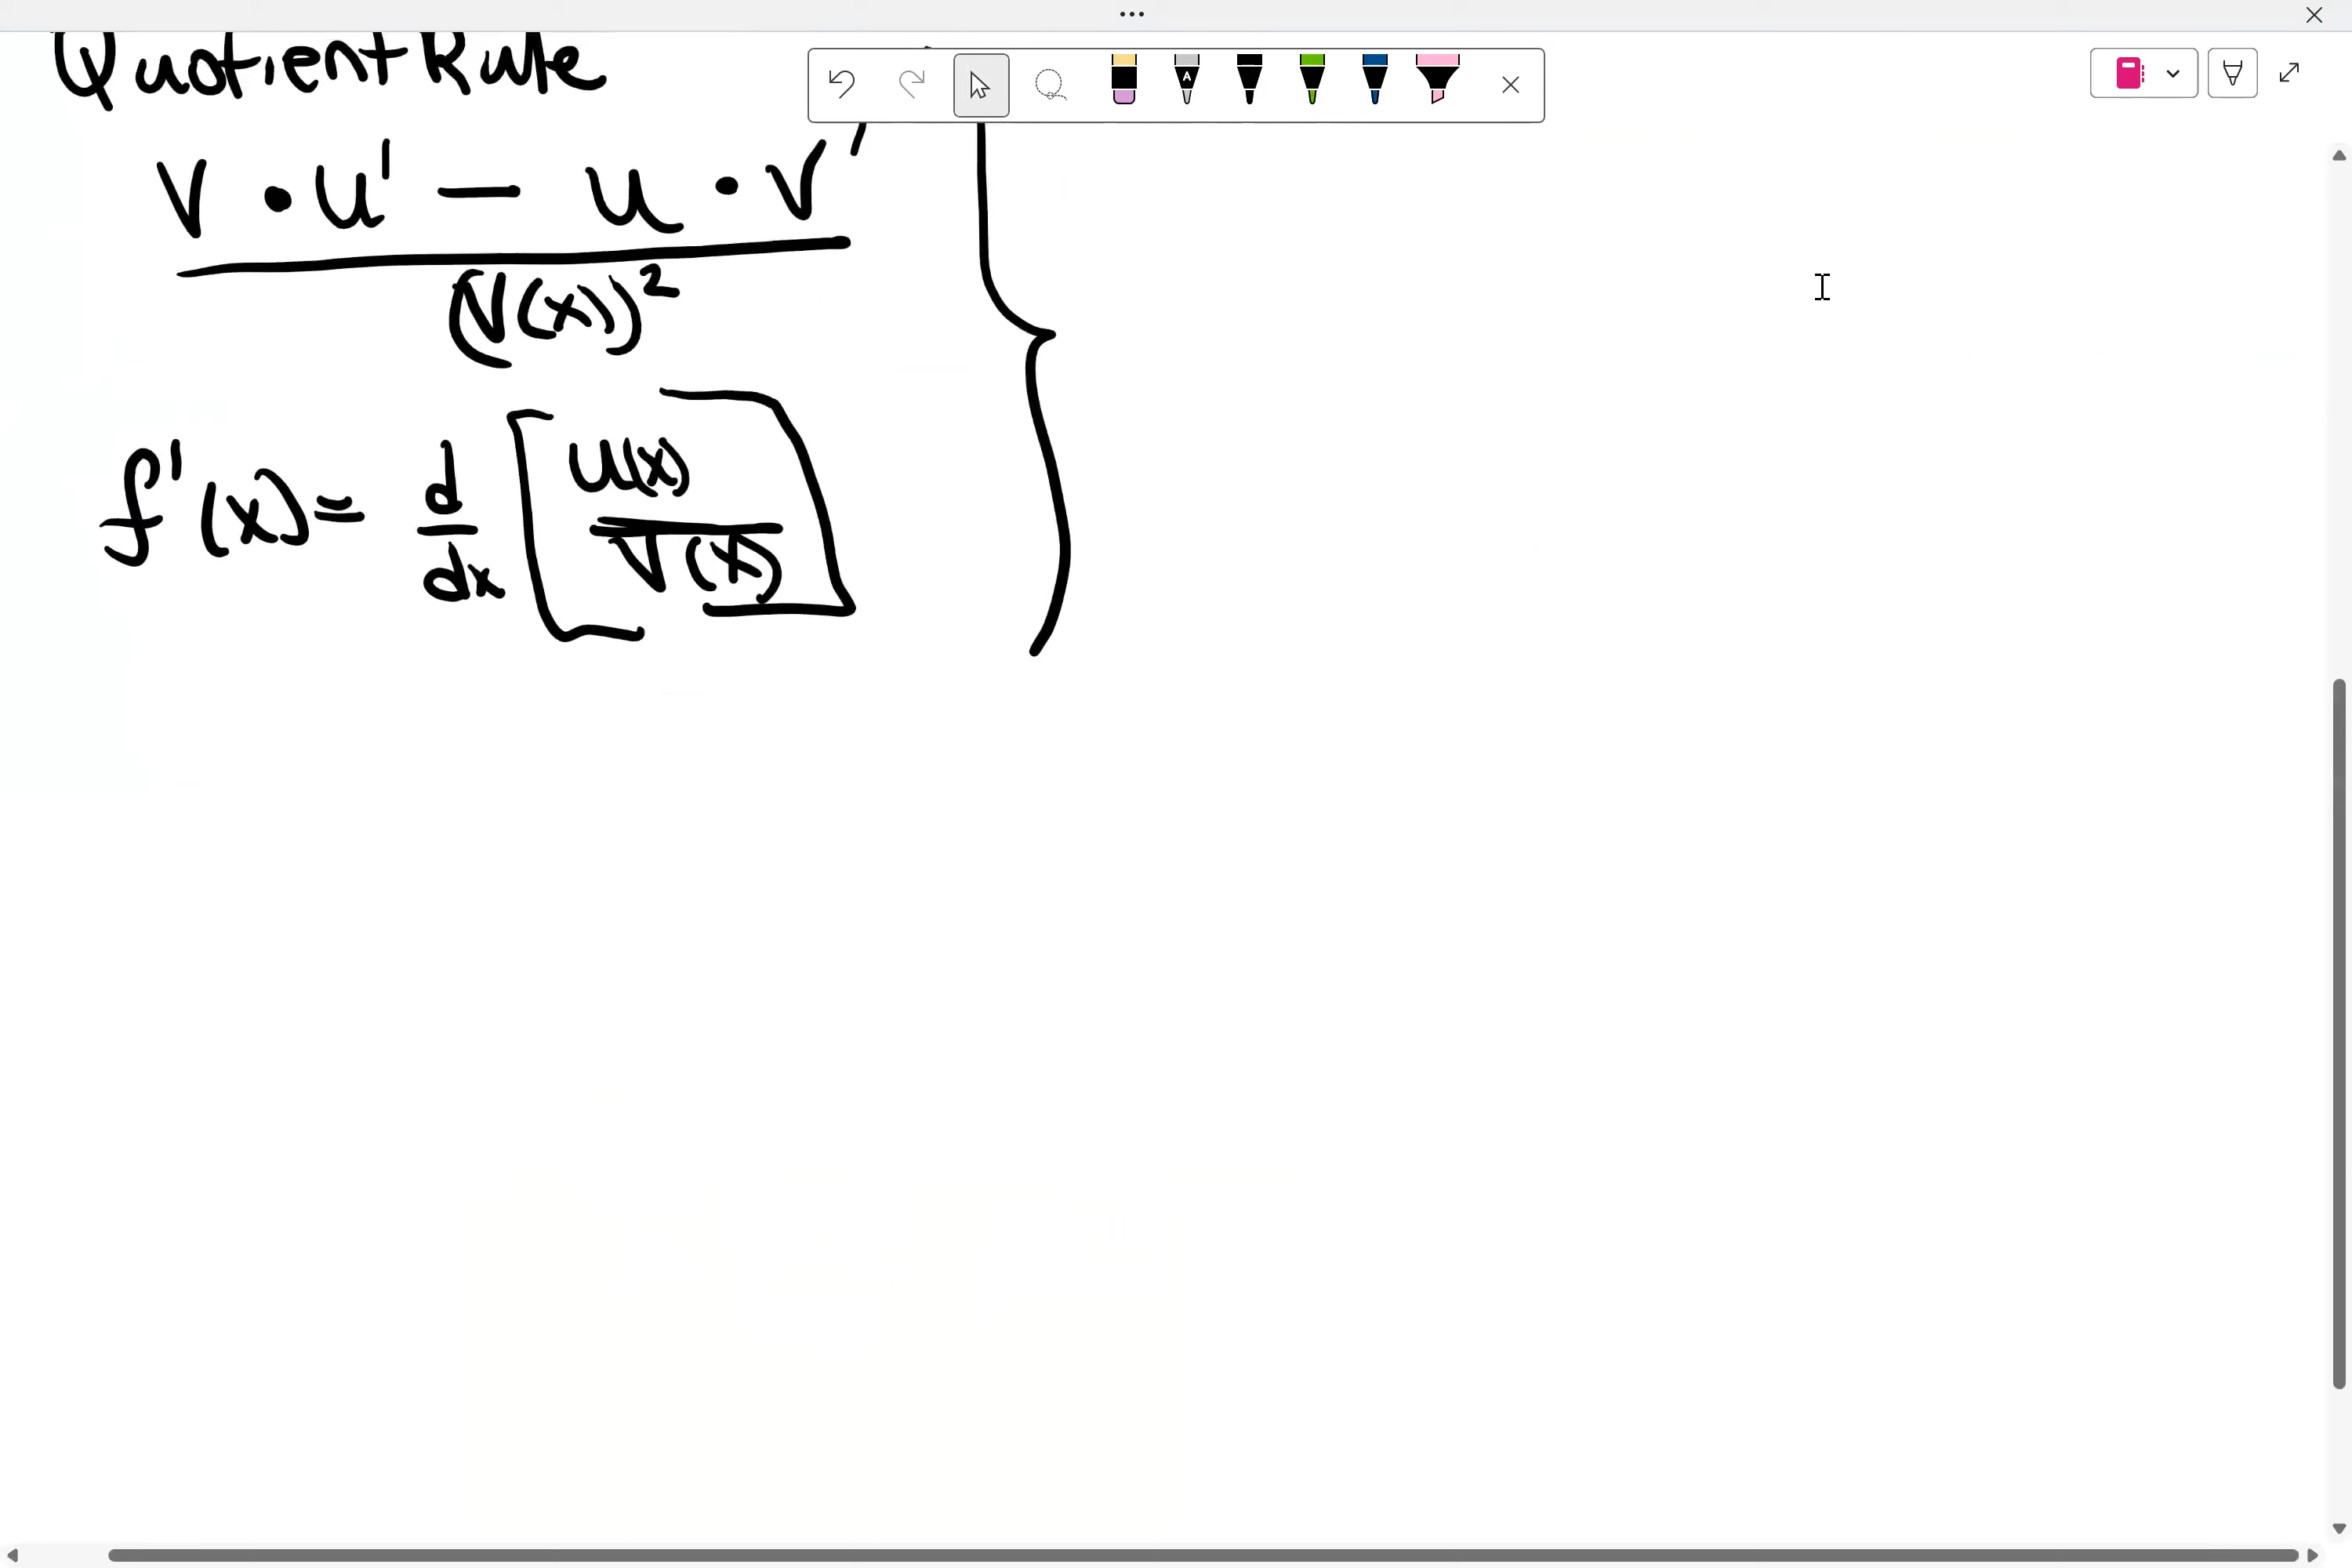 Quotient Rule
v • u' — u • v'
(v(x))²
f'(x) = d/dx [u(x)/v(x)]